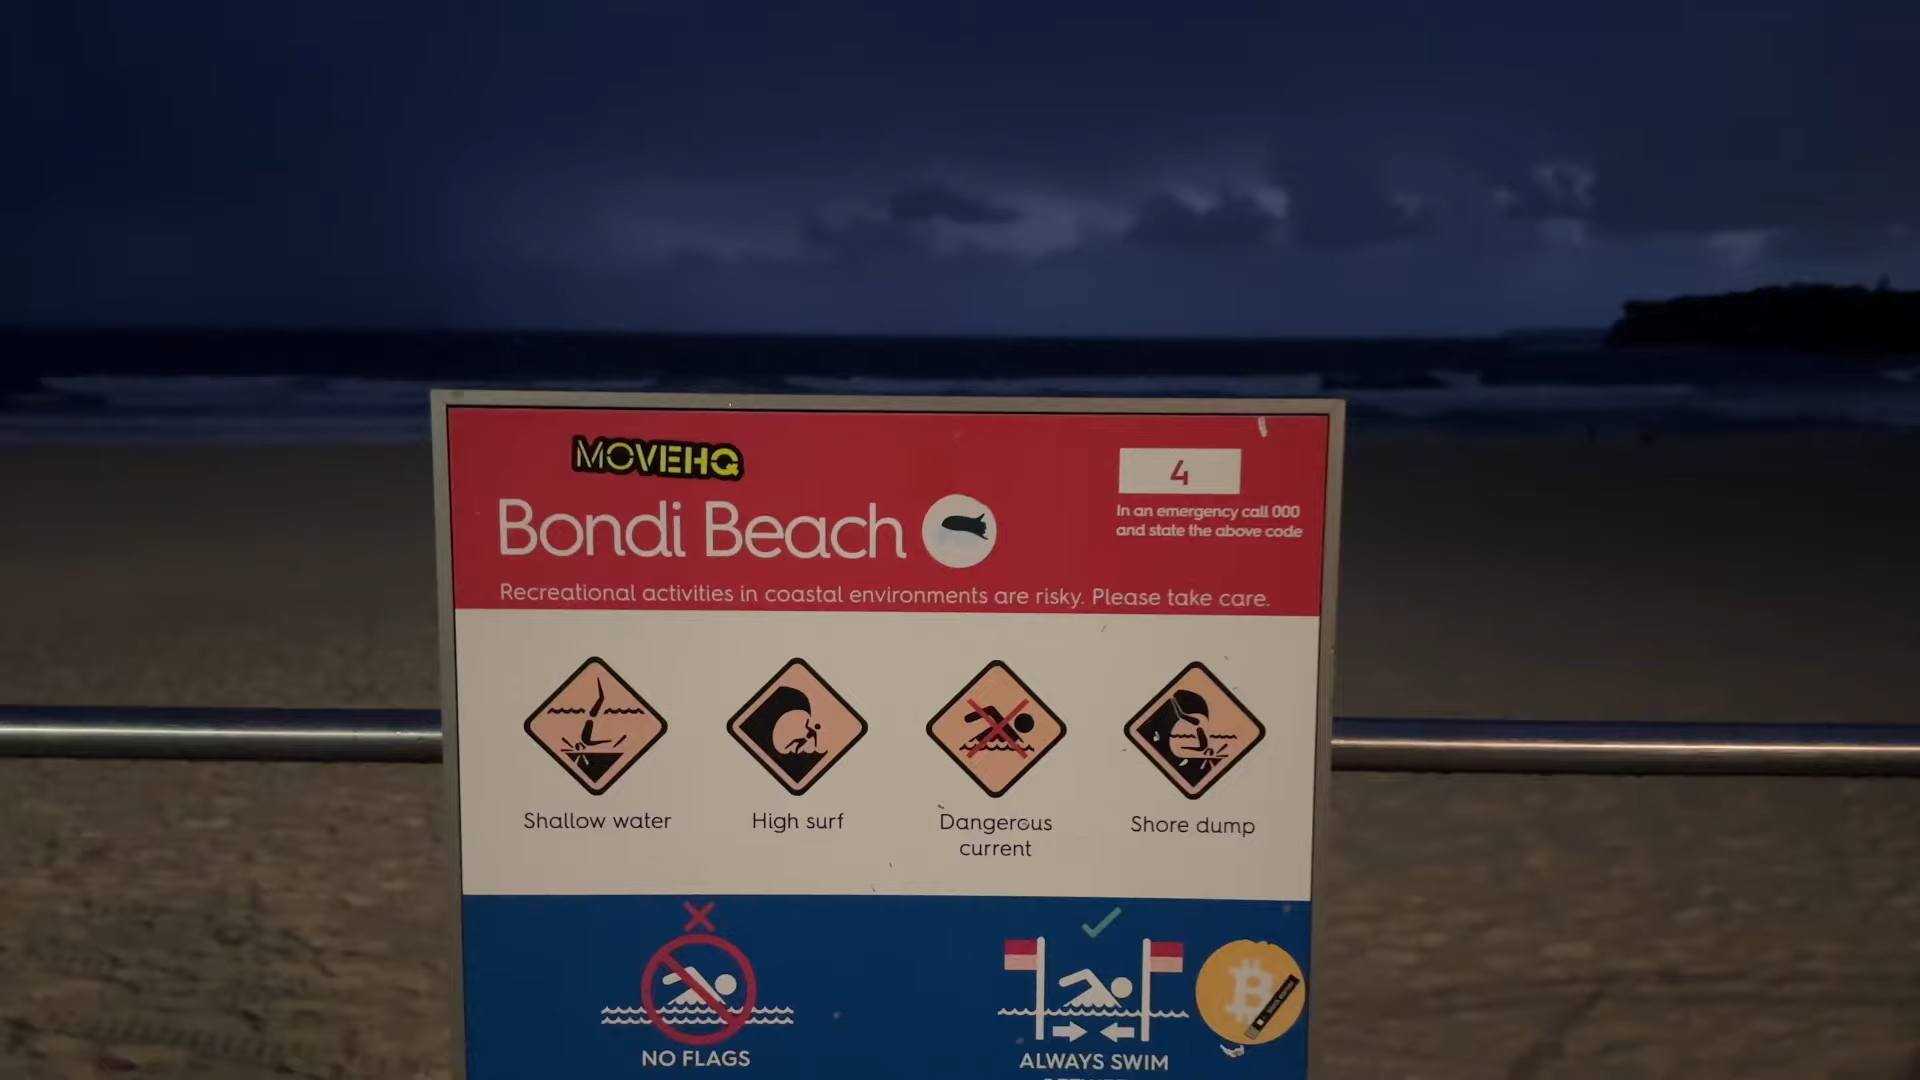 MOVEHQ
Bondi Beach
4
In an emergency call 000
and state the above code
Recreational activities in coastal environments are risky. Please take care.
Shallow water
High surf
Dangerous
current
Shore dump
NO FLAGS
ALWAYS SWIM